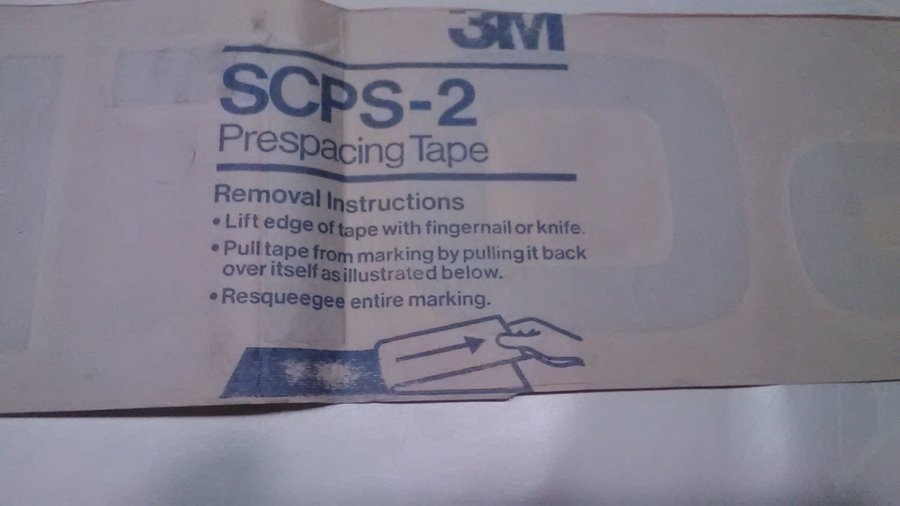 3M
SCPS-2
Prespacing Tape
Removal Instructions
• Lift edge of tape with fingernail or knife.
• Pull tape from marking by pulling it back
over itself as illustrated below.
• Resqueegee entire marking.